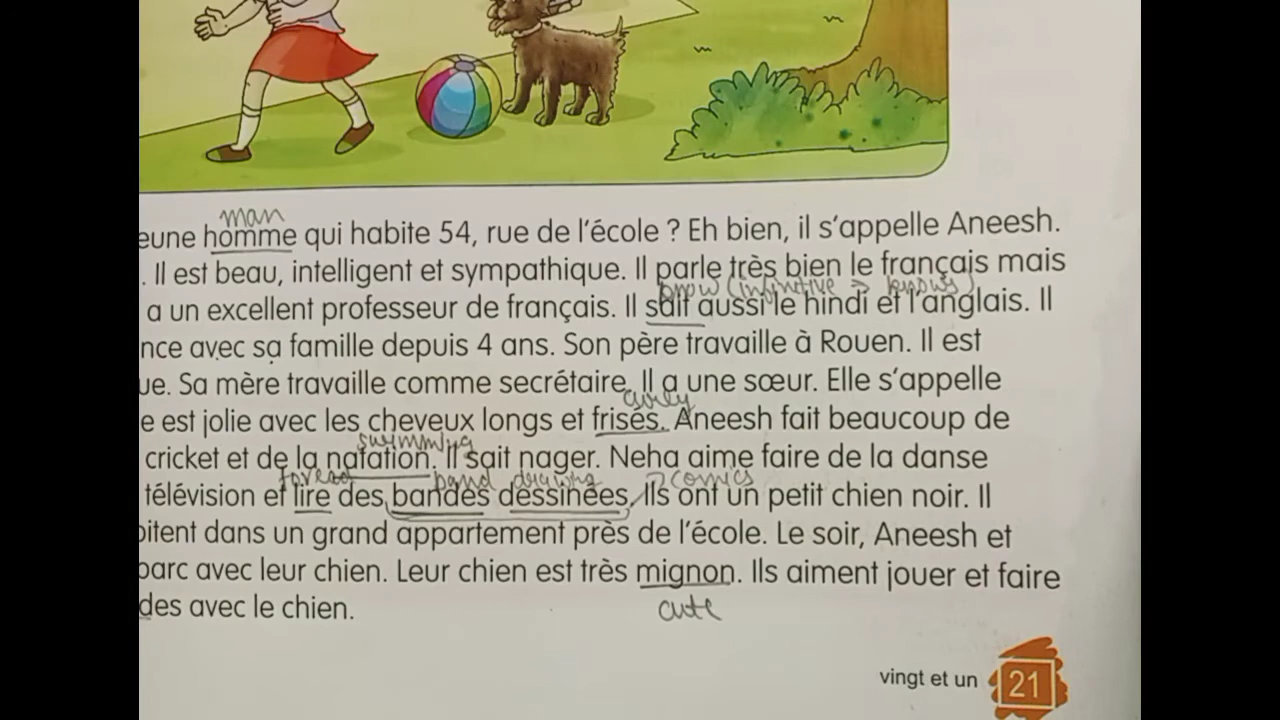 man
eune homme qui habite 54, rue de l'école ? Eh bien, il s'appelle Aneesh.
. Il est beau, intelligent et sympathique. Il parle très bien le français mais
know (infinitive → knows)
a un excellent professeur de français. Il sait aussi le hindi et l'anglais. Il
nce avec sa famille depuis 4 ans. Son père travaille à Rouen. Il est
ue. Sa mère travaille comme secrétaire. Il a une sœur. Elle s'appelle
curly
e est jolie avec les cheveux longs et frisés. Aneesh fait beaucoup de
swimming
cricket et de la natation. Il sait nager. Neha aime faire de la danse
to read band drawing comics
télévision et lire des bandes dessinées. Ils ont un petit chien noir. Il
bitent dans un grand appartement près de l'école. Le soir, Aneesh et
parc avec leur chien. Leur chien est très mignon. Ils aiment jouer et faire
des avec le chien.
cute
vingt et un 21